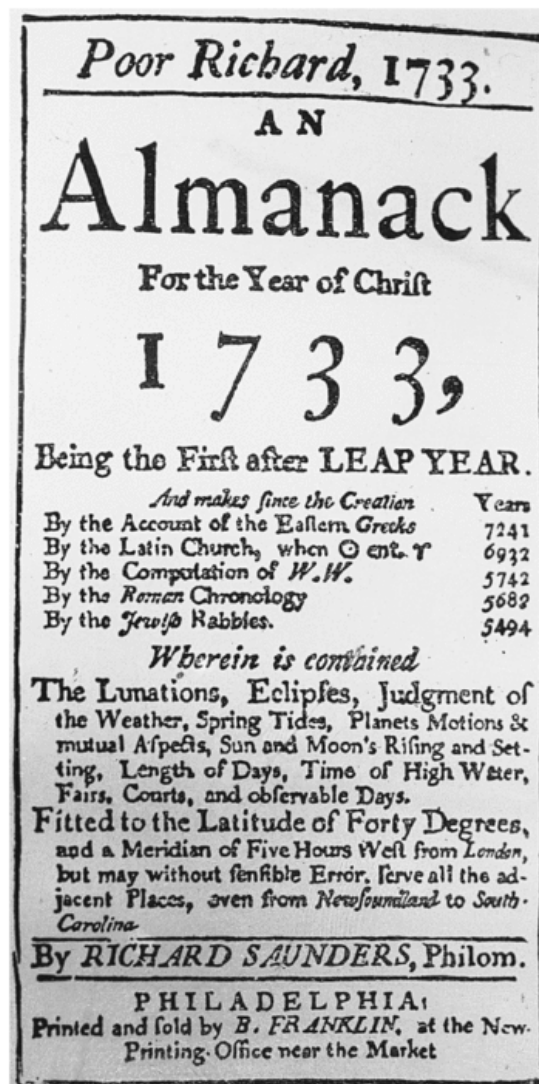 Poor Richard, 1733.
AN
Almanack
For the Year of Chriſt
1733,
Being the Firſt after LEAP YEAR.
And makes ſince the Creation Years
By the Account of the Eaſtern Greeks 7241
By the Latin Church, when ☉ ent. ♈ 6932
By the Computation of W.W. 5742
By the Roman Chronology 5682
By the Jewiſh Rabbies. 5494
Wherein is contained
The Lunations, Eclipſes, Judgment of
the Weather, Spring Tides, Planets Motions &
mutual Aſpects, Sun and Moon's Riſing and Set-
ting, Length of Days, Time of High Water,
Fairs, Courts, and obſervable Days.
Fitted to the Latitude of Forty Degrees,
and a Meridian of Five Hours Weſt from London,
but may without ſenſible Error, ſerve all the ad-
jacent Places, even from Newfoundland to South-
Carolina
By RICHARD SAUNDERS, Philom.
PHILADELPHIA:
Printed and ſold by B. FRANKLIN, at the New-
Printing-Office near the Market